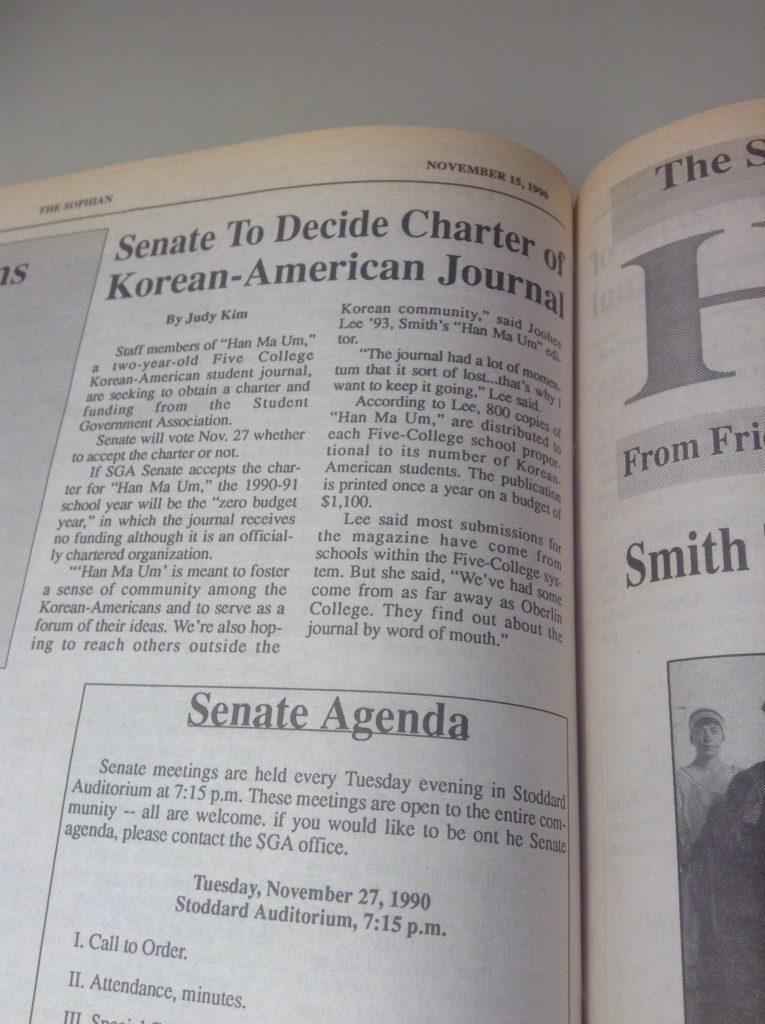 THE SOPHIAN
NOVEMBER 15, 1990
ns
Senate To Decide Charter of
Korean-American Journal
By Judy Kim
Staff members of “Han Ma Um,”
a two-year-old Five College
Korean-American student journal,
are seeking to obtain a charter and
funding from the Student
Government Association.
Senate will vote Nov. 27 whether
to accept the charter or not.
If SGA Senate accepts the char-
ter for “Han Ma Um,” the 1990-91
school year will be the “zero budget
year,” in which the journal receives
no funding although it is an official-
ly chartered organization.
“‘Han Ma Um’ is meant to foster
a sense of community among the
Korean-Americans and to serve as a
forum of their ideas. We’re also hop-
ing to reach others outside the
Korean community,” said Joohee
Lee ’93, Smith’s “Han Ma Um” edi-
tor.
“The journal had a lot of momen-
tum that it sort of lost...that’s why I
want to keep it going,” Lee said.
According to Lee, 800 copies of
“Han Ma Um,” are distributed to
each Five-College school propor-
tional to its number of Korean-
American students. The publication
is printed once a year on a budget of
$1,100.
Lee said most submissions for
the magazine have come from
schools within the Five-College sys-
tem. But she said, “We’ve had some
come from as far away as Oberlin
College. They find out about the
journal by word of mouth.”
Senate Agenda
Senate meetings are held every Tuesday evening in Stoddard
Auditorium at 7:15 p.m. These meetings are open to the entire com-
munity -- all are welcome. if you would like to be ont he Senate
agenda, please contact the SGA office.
Tuesday, November 27, 1990
Stoddard Auditorium, 7:15 p.m.
I. Call to Order.
II. Attendance, minutes.
III.
The S
From Frie
Smith